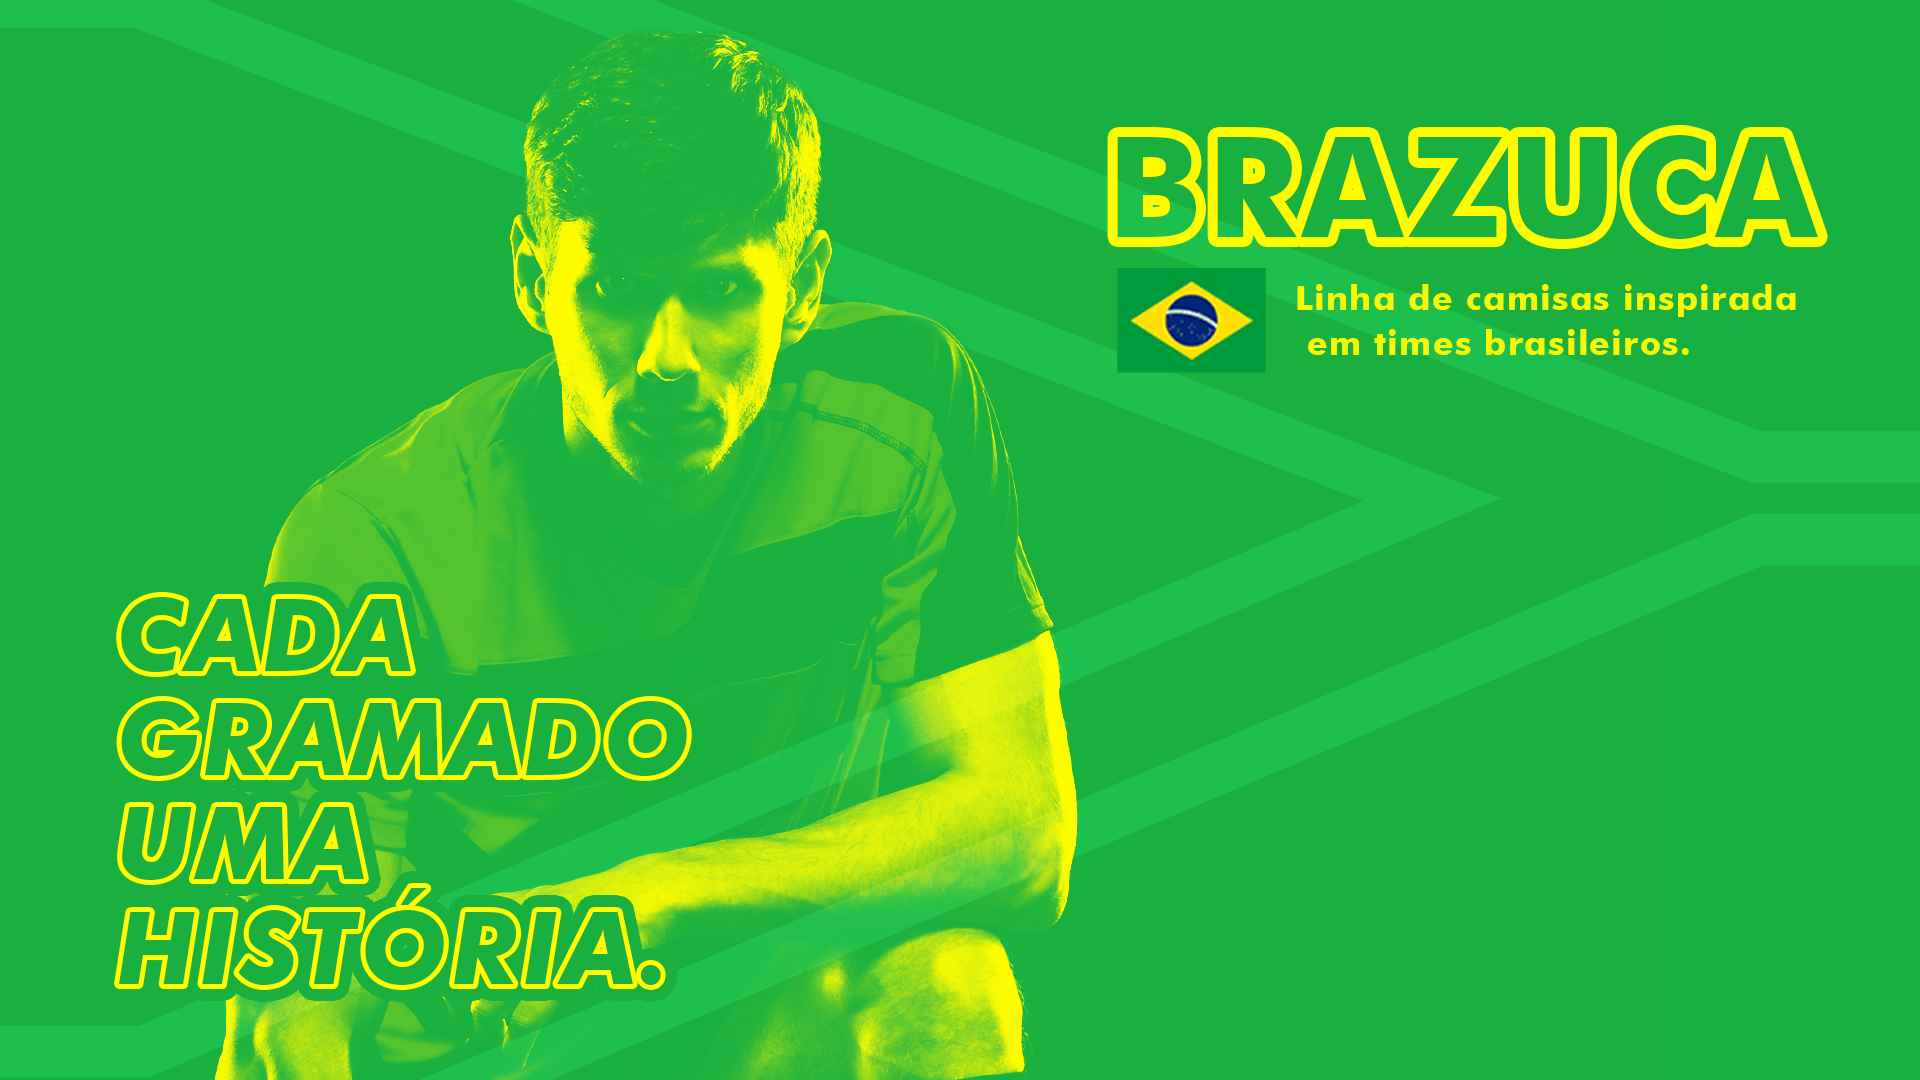 BRAZUCA
Linha de camisas inspirada
em times brasileiros.
CADA
GRAMADO
UMA
HISTÓRIA.